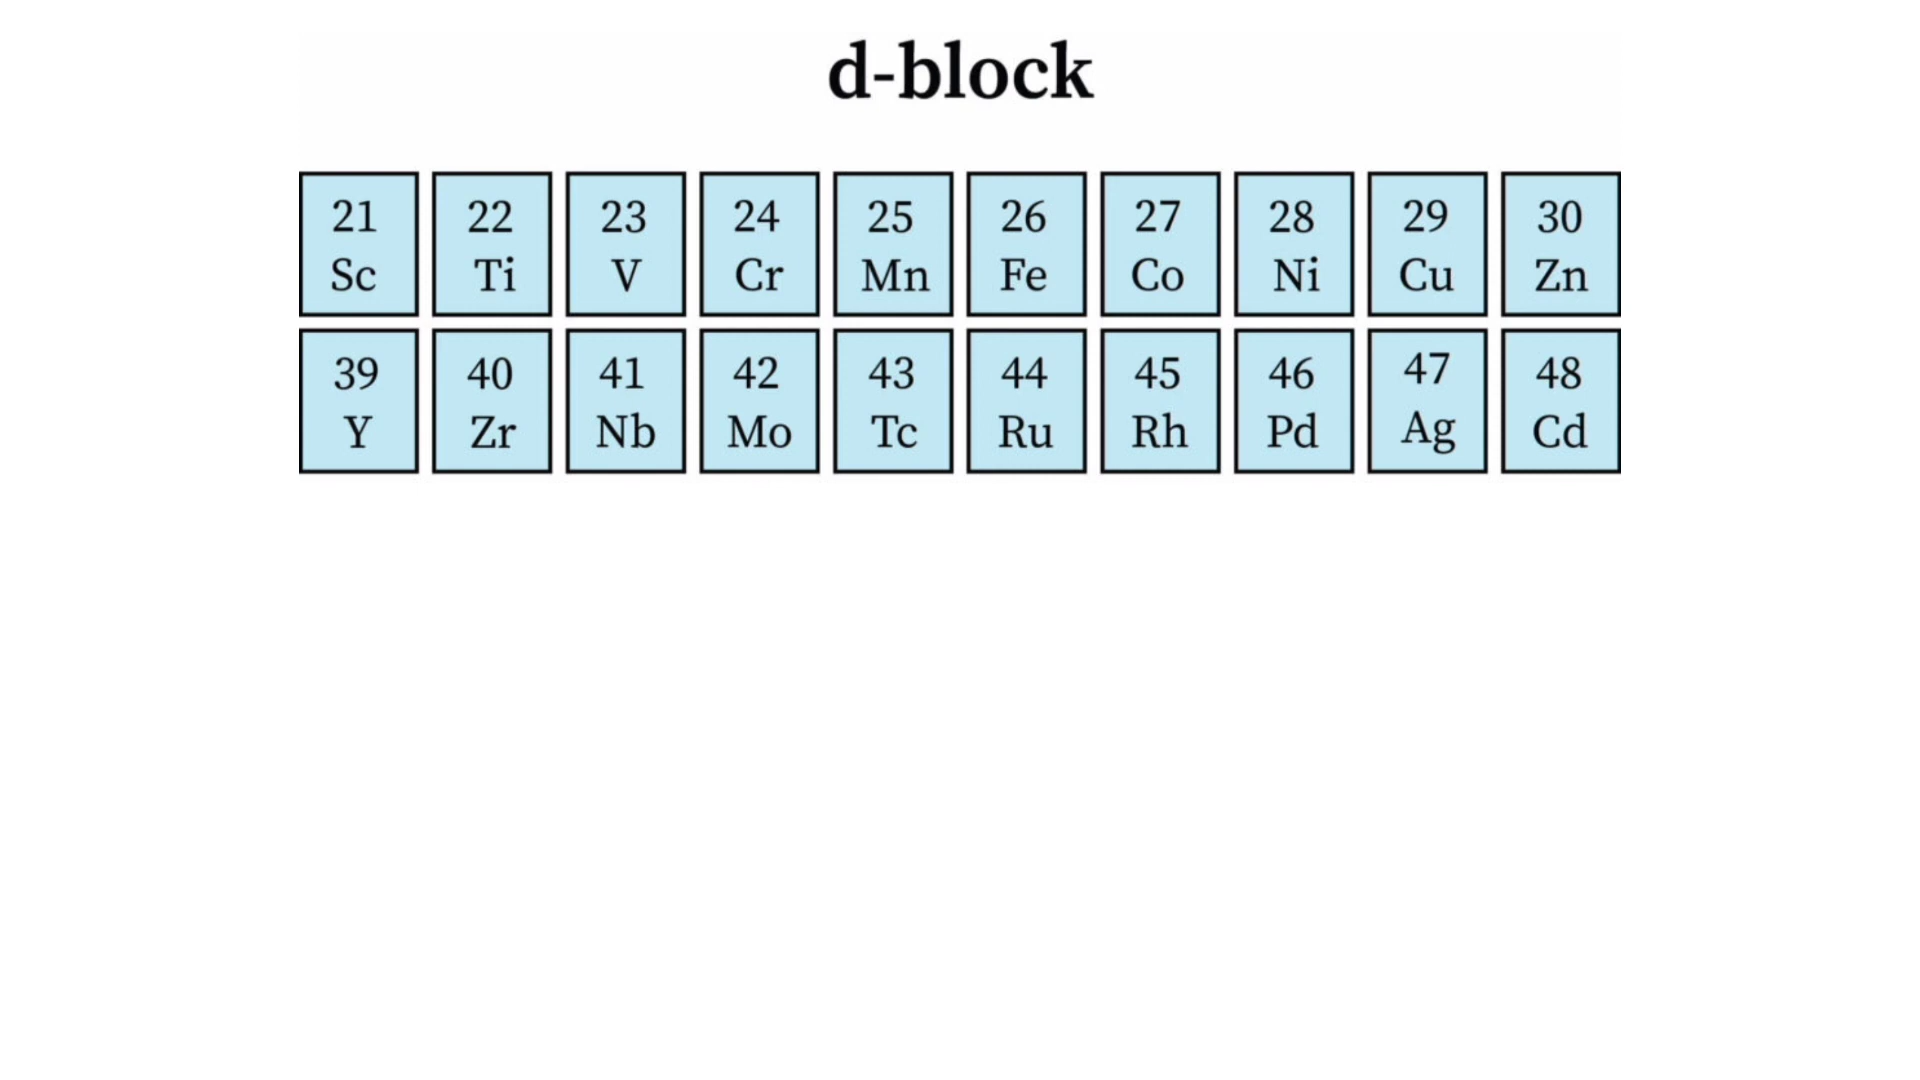 d-block
21 22 23 24 25 26 27 28 29 30
Sc Ti V Cr Mn Fe Co Ni Cu Zn
39 40 41 42 43 44 45 46 47 48
Y Zr Nb Mo Tc Ru Rh Pd Ag Cd